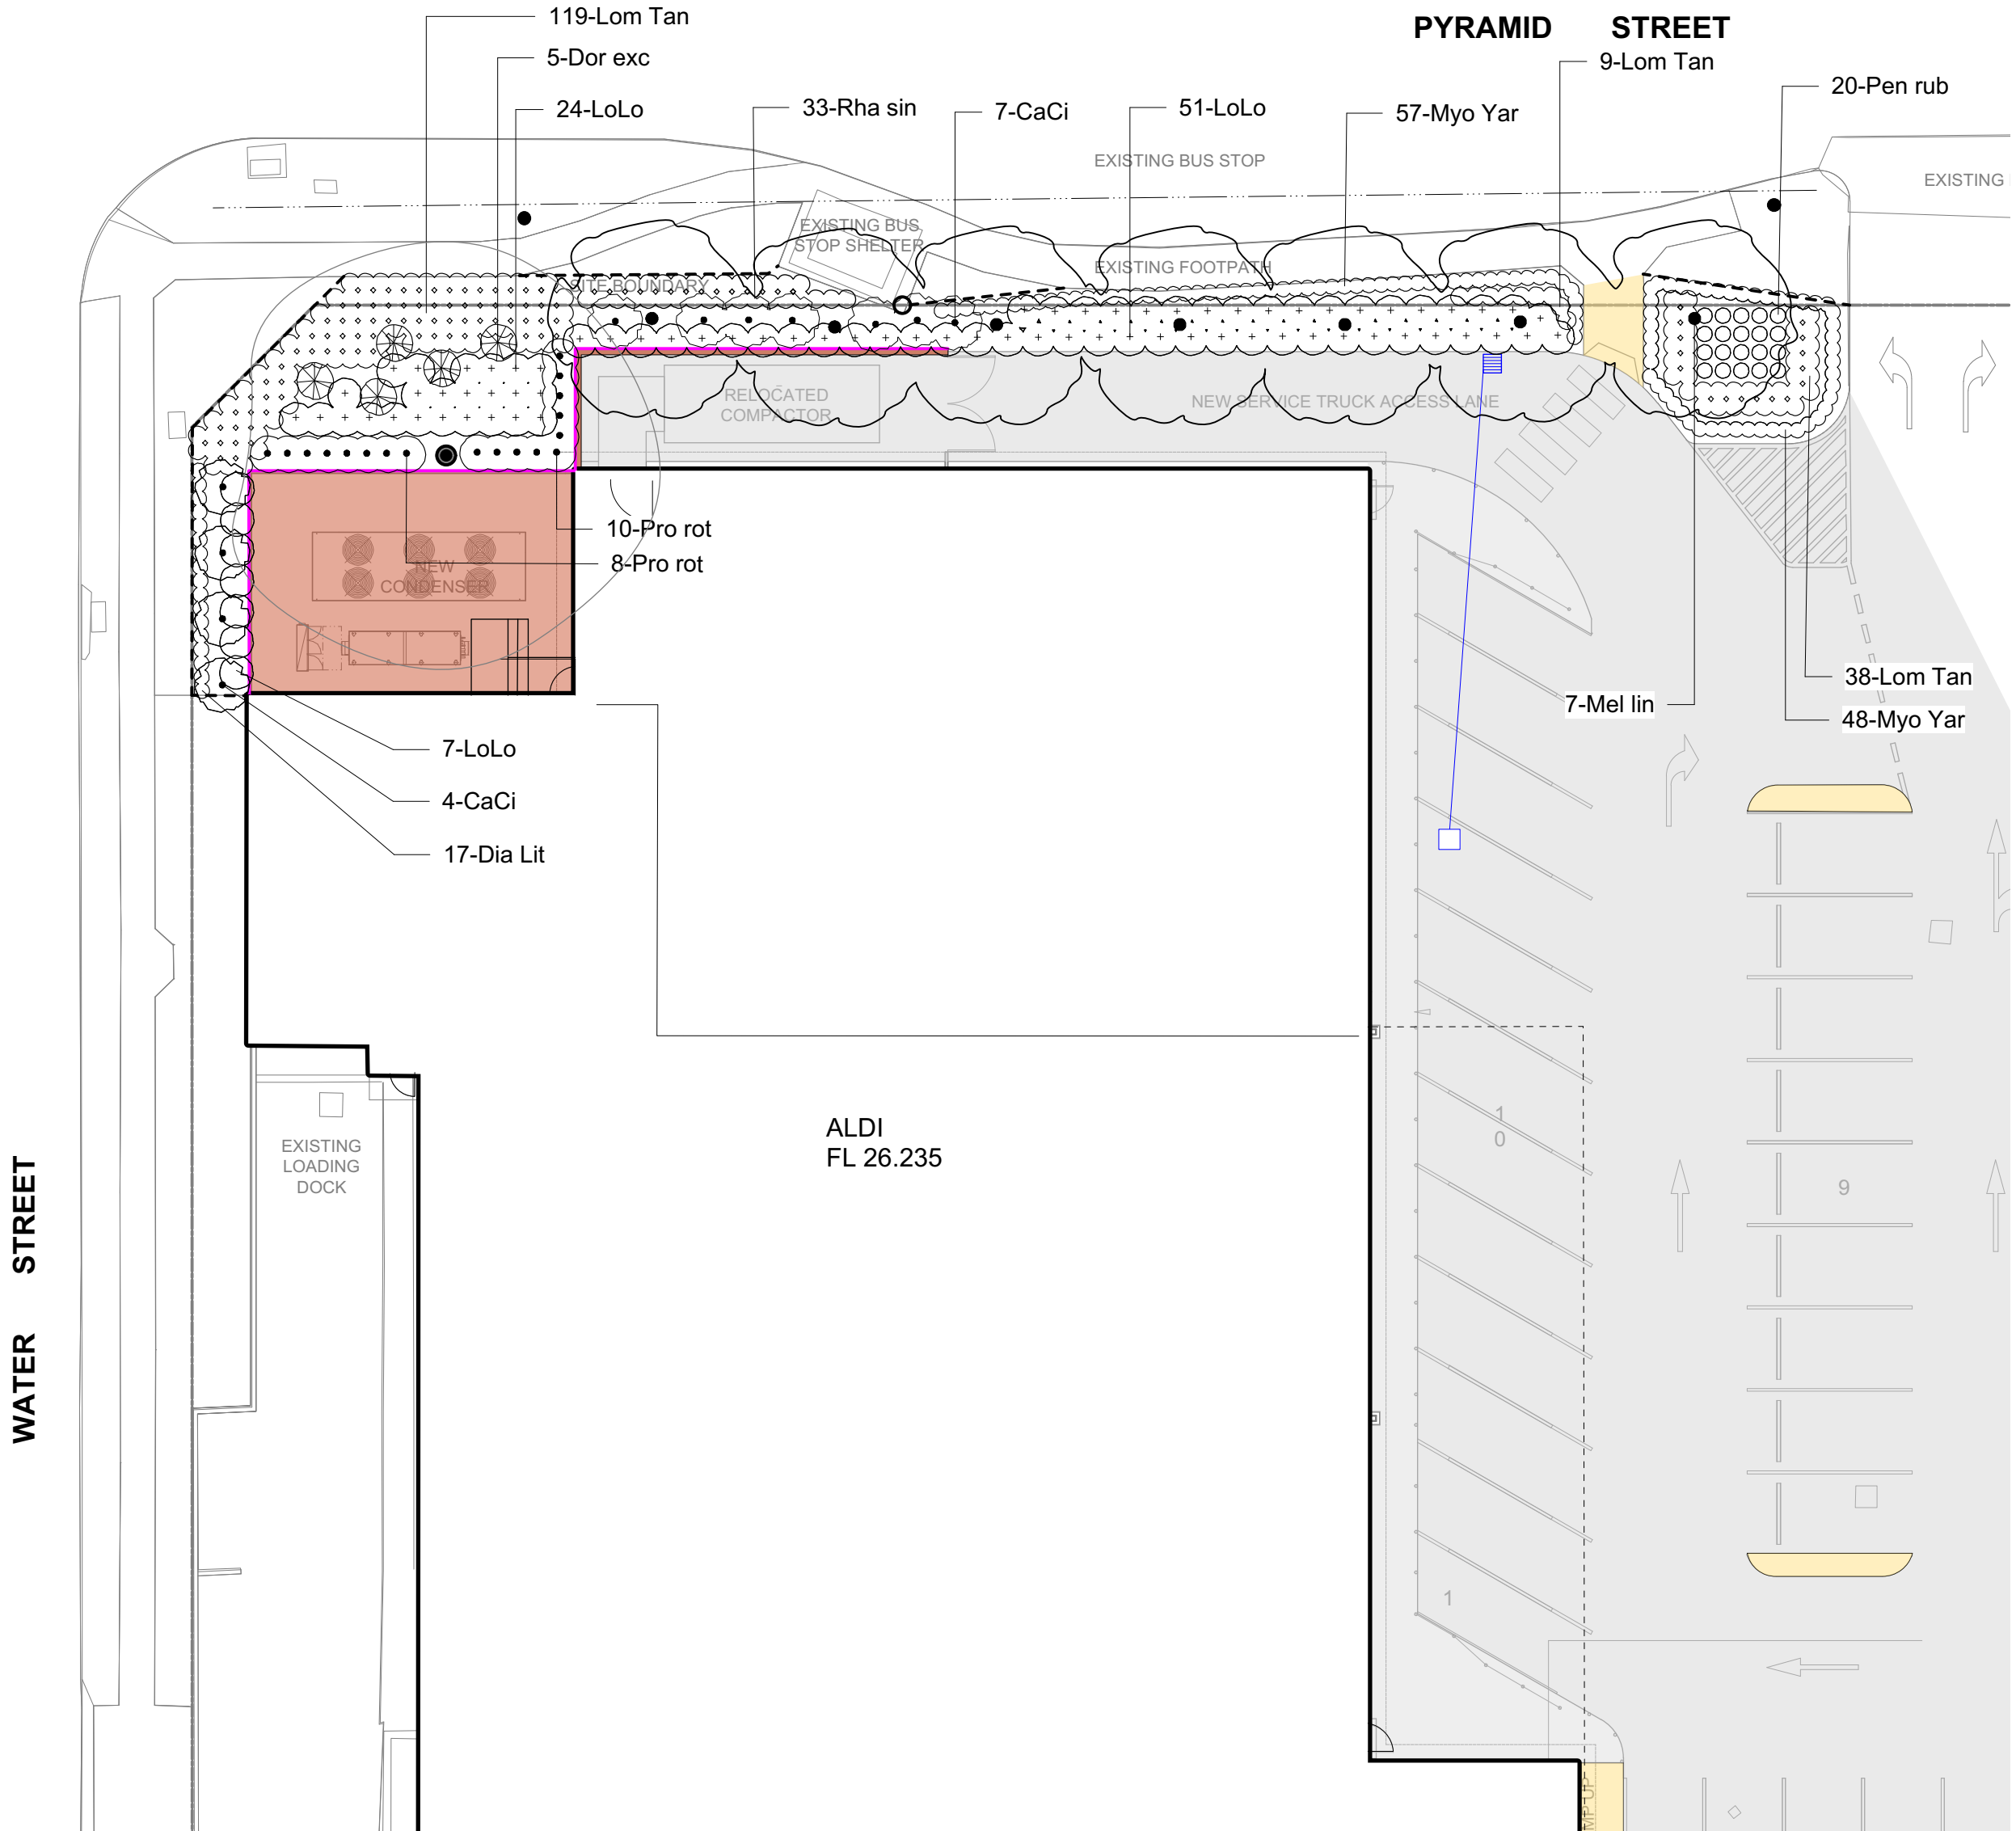 119-Lom Tan
PYRAMID STREET
5-Dor exc
9-Lom Tan
20-Pen rub
24-LoLo
33-Rha sin
7-CaCi
51-LoLo
57-Myo Yar
EXISTING BUS STOP
EXISTING
EXISTING BUS
STOP SHELTER
EXISTING FOOTPATH
SITE BOUNDARY
RELOCATED
COMPACTOR
NEW SERVICE TRUCK ACCESS LANE
10-Pro rot
8-Pro rot
NEW
CONDENSER
38-Lom Tan
7-Mel lin
48-Myo Yar
7-LoLo
4-CaCi
17-Dia Lit
1
0
ALDI
FL 26.235
EXISTING
LOADING
DOCK
9
WATER STREET
1
MP UP